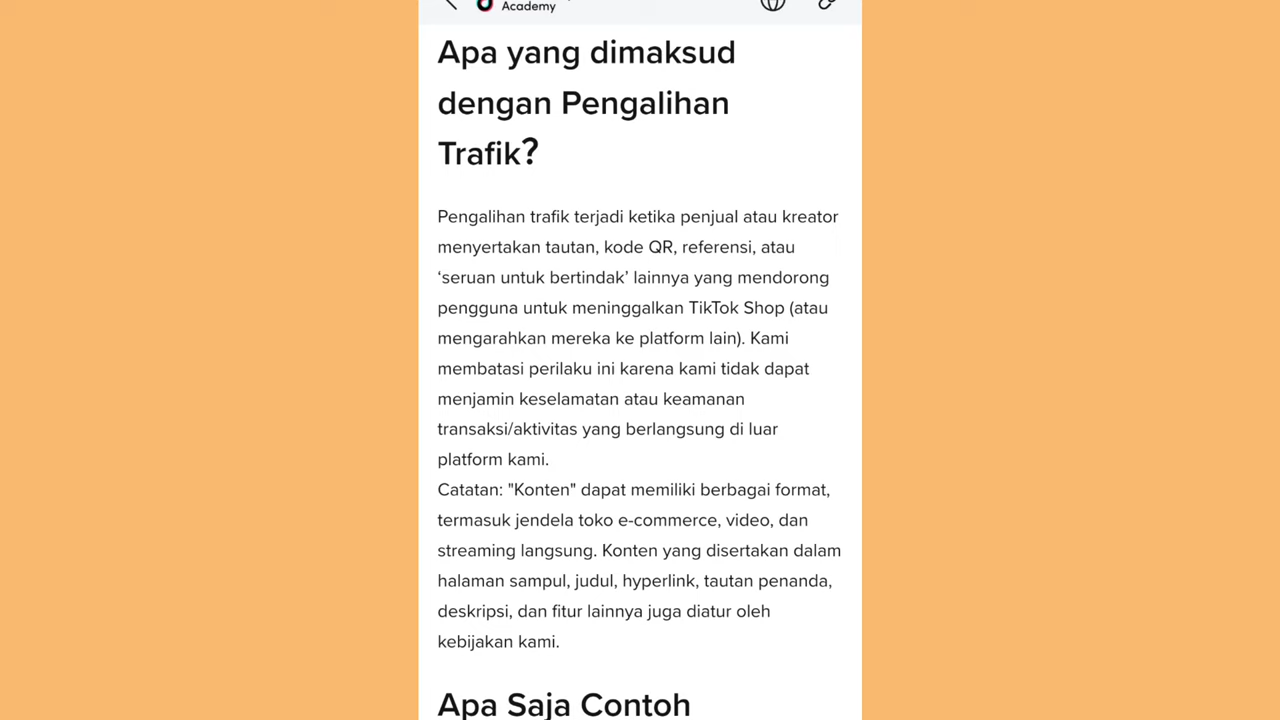 Academy
Apa yang dimaksud
dengan Pengalihan
Trafik?
Pengalihan trafik terjadi ketika penjual atau kreator
menyertakan tautan, kode QR, referensi, atau
‘seruan untuk bertindak’ lainnya yang mendorong
pengguna untuk meninggalkan TikTok Shop (atau
mengarahkan mereka ke platform lain). Kami
membatasi perilaku ini karena kami tidak dapat
menjamin keselamatan atau keamanan
transaksi/aktivitas yang berlangsung di luar
platform kami.
Catatan: "Konten" dapat memiliki berbagai format,
termasuk jendela toko e-commerce, video, dan
streaming langsung. Konten yang disertakan dalam
halaman sampul, judul, hyperlink, tautan penanda,
deskripsi, dan fitur lainnya juga diatur oleh
kebijakan kami.
Apa Saja Contoh